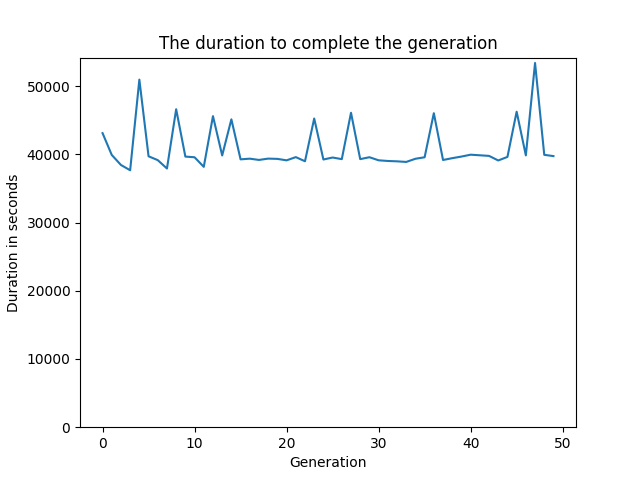 The duration to complete the generation
50000
40000
30000
20000
10000
0
Duration in seconds
0 10 20 30 40 50
Generation